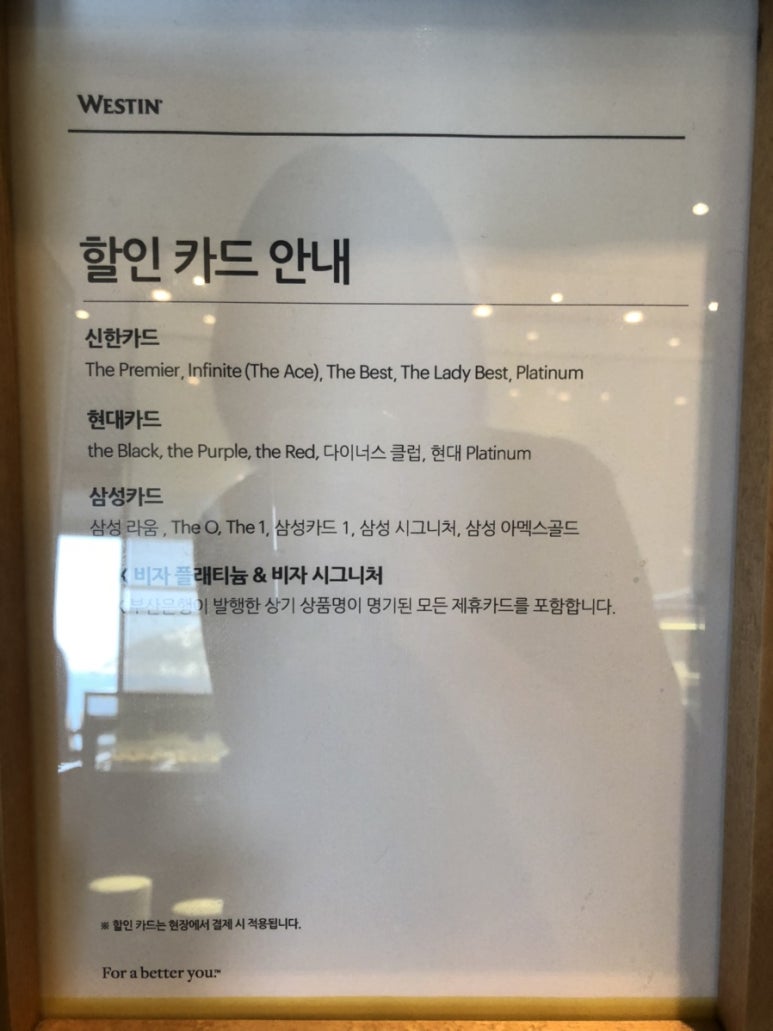 WESTIN®
할인 카드 안내
신한카드
The Premier, Infinite (The Ace), The Best, The Lady Best, Platinum
현대카드
the Black, the Purple, the Red, 다이너스 클럽, 현대 Platinum
삼성카드
삼성 라움 , The O, The 1, 삼성카드 1, 삼성 시그니처, 삼성 아멕스골드
비자 플래티늄 & 비자 시그니처
부산은행이 발행한 상기 상품명이 명기된 모든 제휴카드를 포함합니다.
※ 할인 카드는 현장에서 결제 시 적용됩니다.
For a better you.™